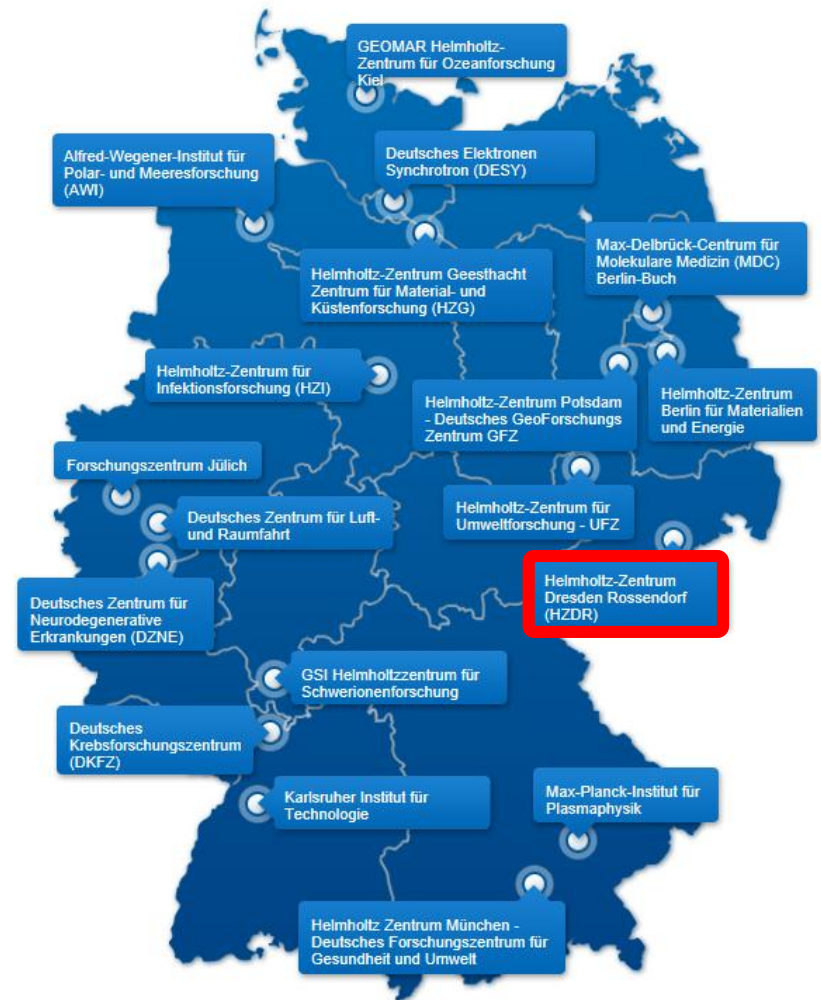 GEOMAR Helmholtz-
Zentrum für Ozeanforschung
Kiel
Alfred-Wegener-Institut für
Polar- und Meeresforschung
(AWI)
Deutsches Elektronen
Synchrotron (DESY)
Max-Delbrück-Centrum für
Molekulare Medizin (MDC)
Berlin-Buch
Helmholtz-Zentrum Geesthacht
Zentrum für Material- und
Küstenforschung (HZG)
Helmholtz-Zentrum für
Infektionsforschung (HZI)
Helmholtz-Zentrum Potsdam
- Deutsches GeoForschungs
Zentrum GFZ
Helmholtz-Zentrum
Berlin für Materialien
und Energie
Forschungszentrum Jülich
Deutsches Zentrum für Luft-
und Raumfahrt
Helmholtz-Zentrum für
Umweltforschung - UFZ
Helmholtz-Zentrum
Dresden Rossendorf
(HZDR)
Deutsches Zentrum für
Neurodegenerative
Erkrankungen (DZNE)
GSI Helmholtzzentrum für
Schwerionenforschung
Deutsches
Krebsforschungszentrum
(DKFZ)
Karlsruher Institut für
Technologie
Max-Planck-Institut für
Plasmaphysik
Helmholtz Zentrum München -
Deutsches Forschungszentrum für
Gesundheit und Umwelt